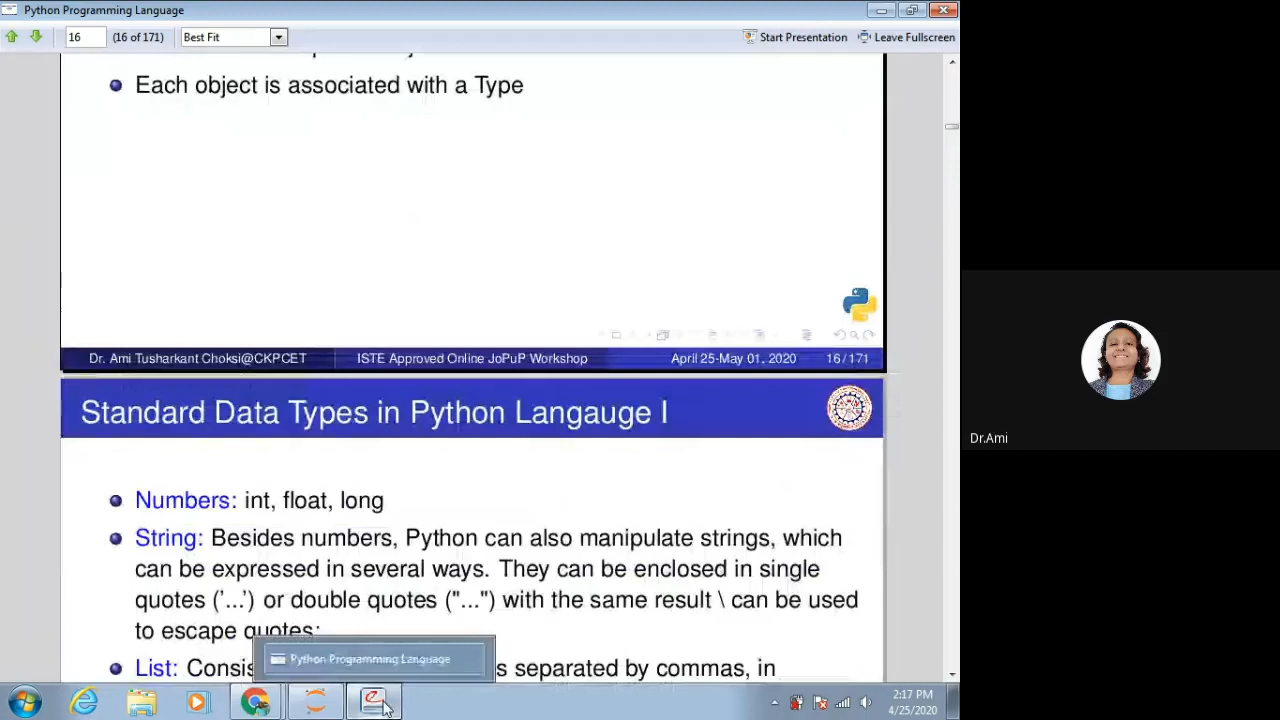 Python Programming Language
16 (16 of 171) Best Fit Start Presentation Leave Fullscreen
Each object is associated with a Type
Dr. Ami Tusharkant Choksi@CKPCET ISTE Approved Online JoPuP Workshop April 25-May 01, 2020 16/171
Standard Data Types in Python Langauge I
Numbers: int, float, long
String: Besides numbers, Python can also manipulate strings, which
can be expressed in several ways. They can be enclosed in single
quotes ('...') or double quotes ("...") with the same result \ can be used
to escape quotes:
Python Programming Language
List: s separated by commas, in
Dr.Ami
2:17 PM
4/25/2020